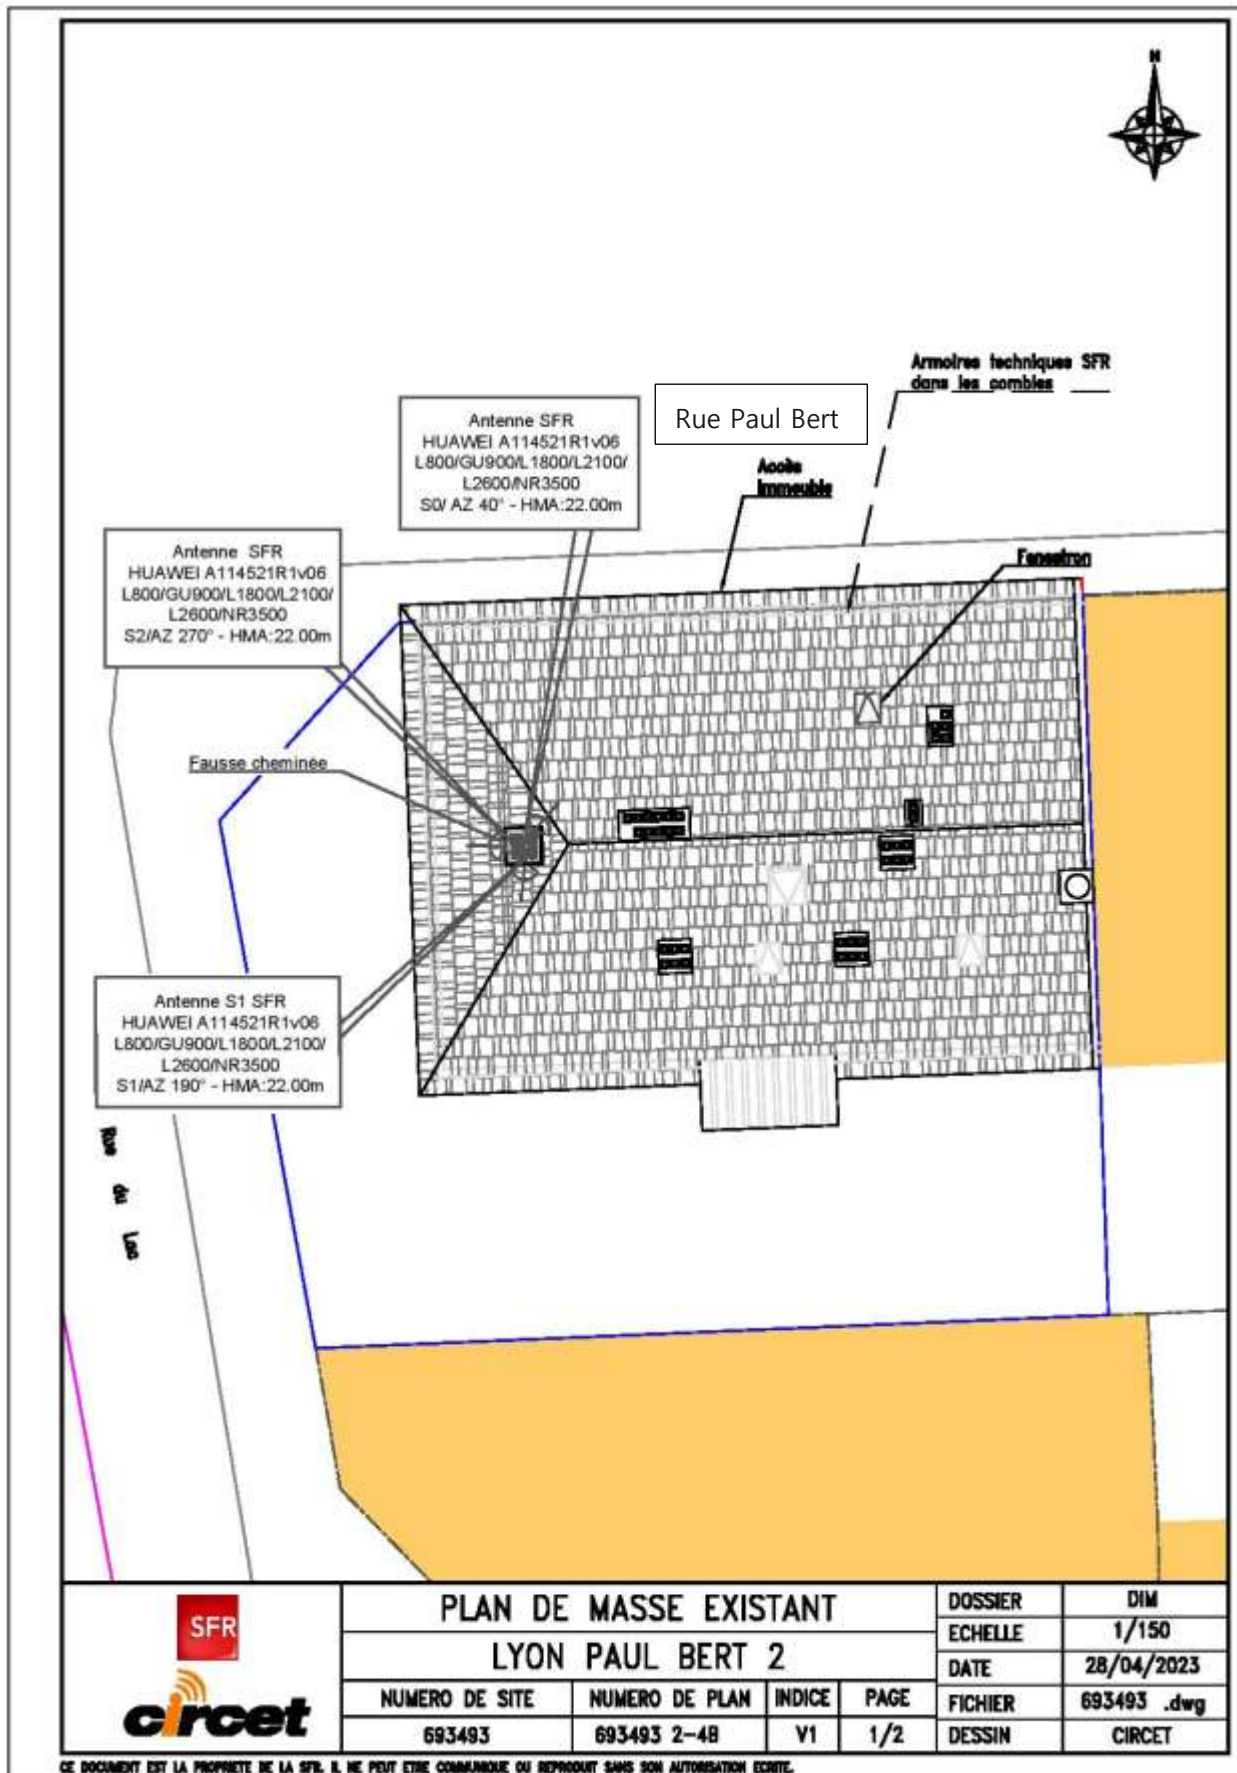 N
Armoires techniques SFR
dans les combles
Rue Paul Bert
Antenne SFR
HUAWEI A114521R1v06
L800/GU900/L1800/L2100/
L2600/NR3500
S0/ AZ 40° - HMA:22.00m
Accès
Immeuble
Antenne SFR
HUAWEI A114521R1v06
L800/GU900/L1800/L2100/
L2600/NR3500
S2/AZ 270° - HMA:22.00m
Fenestron
Fausse cheminée
Antenne S1 SFR
HUAWEI A114521R1v06
L800/GU900/L1800/L2100/
L2600/NR3500
S1/AZ 190° - HMA:22.00m
Rue du Lac
SFR
circet
PLAN DE MASSE EXISTANT
LYON PAUL BERT 2
NUMERO DE SITE
NUMERO DE PLAN
INDICE
PAGE
693493
693493 2-4B
V1
1/2
DOSSIER
DIM
ECHELLE
1/150
DATE
28/04/2023
FICHIER
693493 .dwg
DESSIN
CIRCET
CE DOCUMENT EST LA PROPRIETE DE LA SFR. IL NE PEUT ETRE COMMUNIQUE OU REPRODUIT SANS SON AUTORISATION ECRITE.